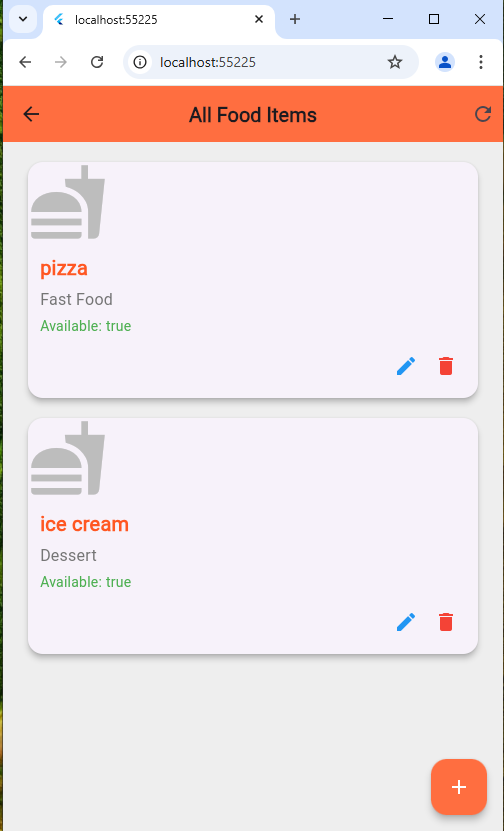 localhost:55225
localhost:55225
All Food Items
pizza
Fast Food
Available: true
ice cream
Dessert
Available: true